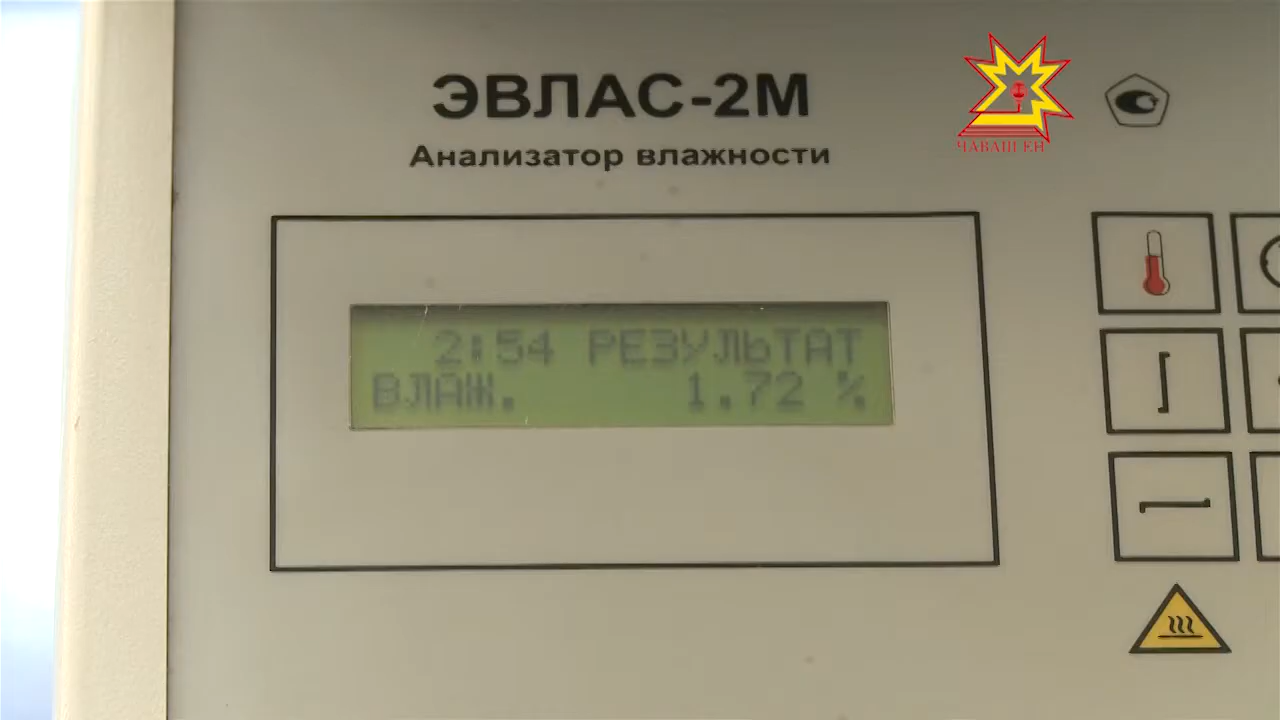 ЭВЛАС-2М
Анализатор влажности
ЧĂВАШ ЕН
2:54 РЕЗУЛЬТАТ
ВЛАЖ. 1.72 %